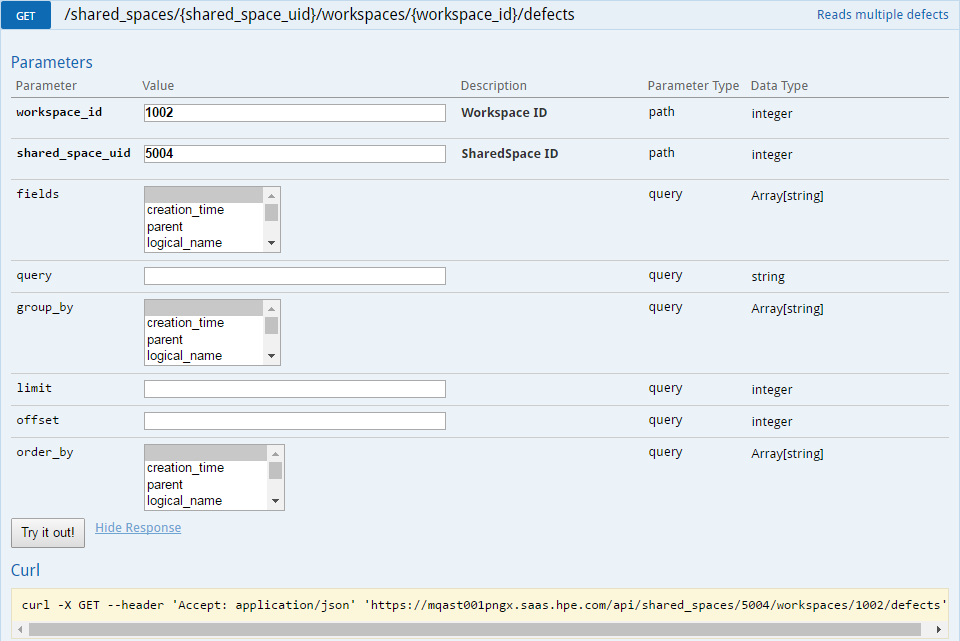 GET /shared_spaces/{shared_space_uid}/workspaces/{workspace_id}/defects Reads multiple defects
Parameters
Parameter Value Description Parameter Type Data Type
workspace_id 1002 Workspace ID path integer
shared_space_uid 5004 SharedSpace ID path integer
fields query Array[string]
creation_time
parent
logical_name
query query string
group_by query Array[string]
creation_time
parent
logical_name
limit query integer
offset query integer
order_by query Array[string]
creation_time
parent
logical_name
Try it out! Hide Response
Curl
curl -X GET --header 'Accept: application/json' 'https://mqast001pngx.saas.hpe.com/api/shared_spaces/5004/workspaces/1002/defects'